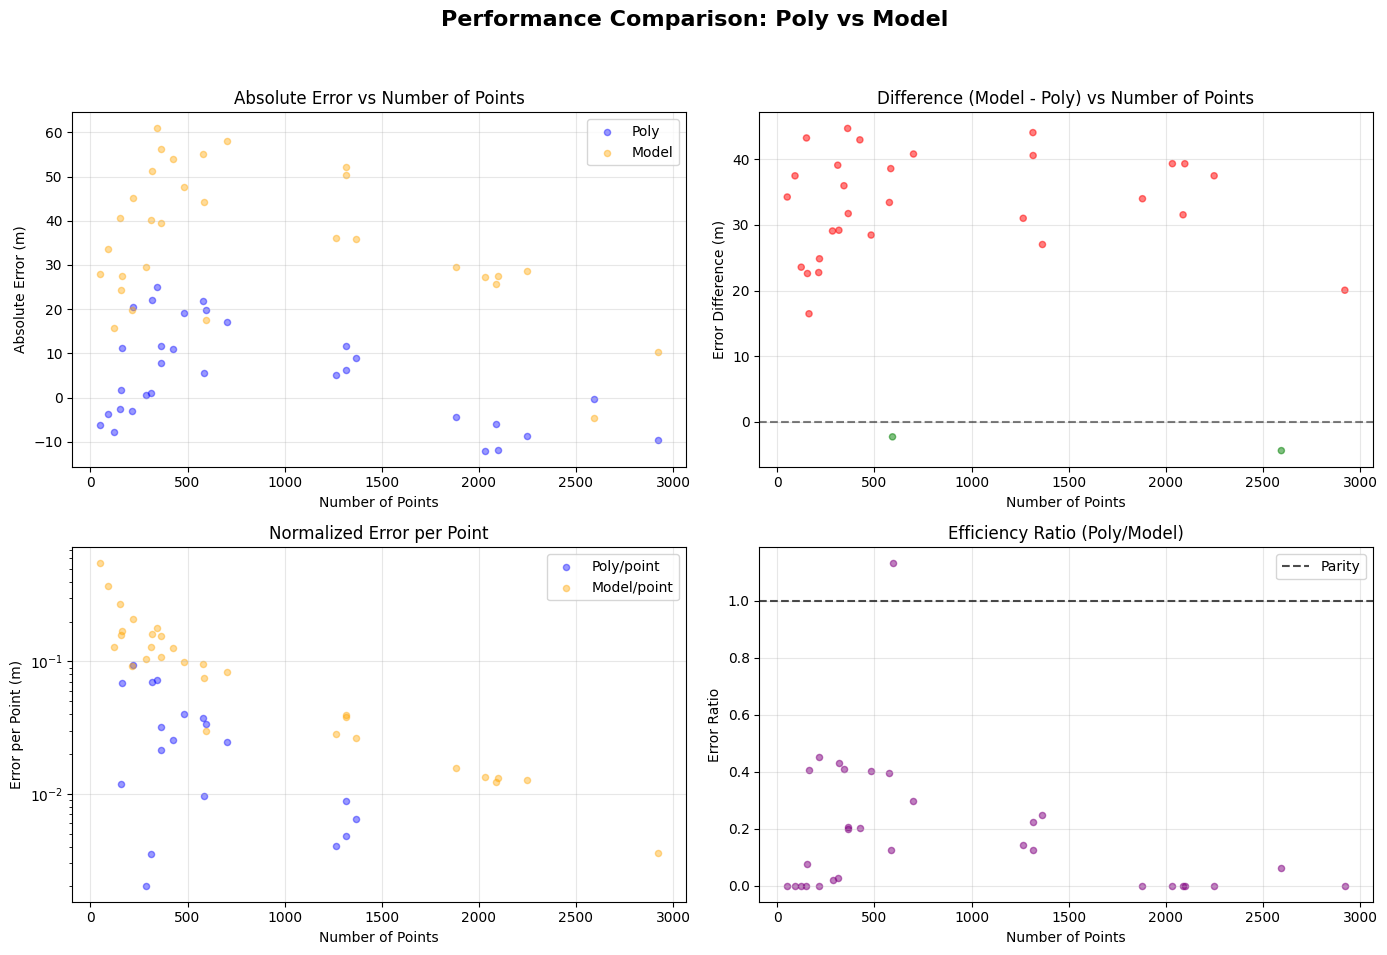 Performance Comparison: Poly vs Model
Absolute Error vs Number of Points
Absolute Error (m)
60
50
40
30
20
10
0
−10
Poly
Model
0 500 1000 1500 2000 2500 3000
Number of Points
Difference (Model - Poly) vs Number of Points
Error Difference (m)
40
30
20
10
0
0 500 1000 1500 2000 2500 3000
Number of Points
Normalized Error per Point
Error per Point (m)
10⁻¹
10⁻²
Poly/point
Model/point
0 500 1000 1500 2000 2500 3000
Number of Points
Efficiency Ratio (Poly/Model)
Error Ratio
1.0
0.8
0.6
0.4
0.2
0.0
Parity
0 500 1000 1500 2000 2500 3000
Number of Points